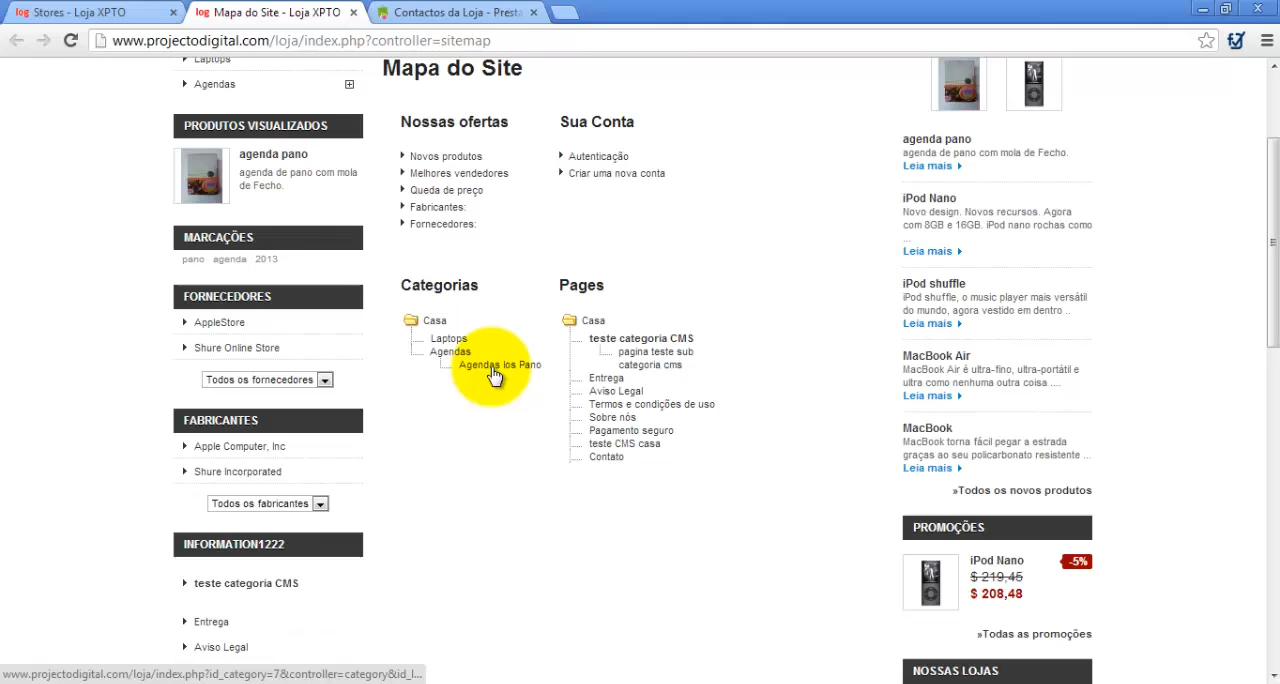 log Stores - Loja XPTO
log Mapa do Site - Loja XPTO
Contactos da Loja - Presta
www.projectodigital.com/loja/index.php?controller=sitemap
Laptops
Agendas
PRODUTOS VISUALIZADOS
agenda pano
agenda de pano com mola
de Fecho.
MARCAÇÕES
pano agenda 2013
FORNECEDORES
AppleStore
Shure Online Store
Todos os fornecedores
FABRICANTES
Apple Computer, Inc
Shure Incorporated
Todos os fabricantes
INFORMATION1222
teste categoria CMS
Entrega
Aviso Legal
Mapa do Site
Nossas ofertas
Novos produtos
Melhores vendedores
Queda de preço
Fabricantes:
Fornecedores:
Sua Conta
Autenticação
Criar uma nova conta
Categorias
Casa
Laptops
Agendas
Agendas los Pano
Pages
Casa
teste categoria CMS
pagina teste sub
categoria cms
Entrega
Aviso Legal
Termos e condições de uso
Sobre nós
Pagamento seguro
teste CMS casa
Contato
agenda pano
agenda de pano com mola de Fecho.
Leia mais
iPod Nano
Novo design. Novos recursos. Agora
com 8GB e 16GB. iPod nano rochas como
...
Leia mais
iPod shuffle
iPod shuffle, o music player mais versátil
do mundo, agora vestido em dentro ..
Leia mais
MacBook Air
MacBook Air é ultra-fino, ultra-portátil e
ultra como nenhuma outra coisa ....
Leia mais
MacBook
MacBook torna fácil pegar a estrada
graças ao seu policarbonato resistente ...
Leia mais
»Todos os novos produtos
PROMOÇÕES
iPod Nano
-5%
$ 219,45
$ 208,48
»Todas as promoções
NOSSAS LOJAS
www.projectodigital.com/loja/index.php?id_category=7&controller=category&id_l...